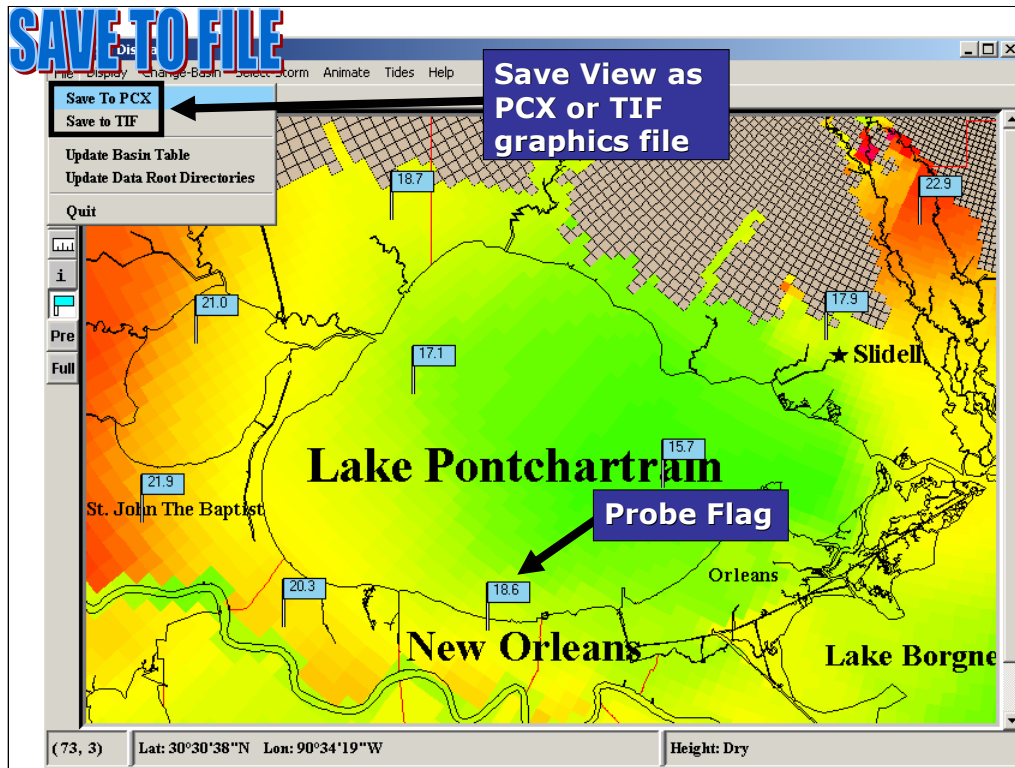 SAVE TO FILE
Dis
File Display Change-Basin Select Storm Animate Tides Help
Save To PCX
Save to TIF
Update Basin Table
Update Data Root Directories
Quit
Save View as
PCX or TIF
graphics file
i
Pre
Full
18.7
22.9
21.0
17.9
17.1
Slidell
15.7
Lake Pontchartrain
21.9
St. John The Baptist
Probe Flag
Orleans
20.3
18.6
New Orleans
Lake Borgne
(73, 3) Lat: 30°30'38"N Lon: 90°34'19"W Height: Dry